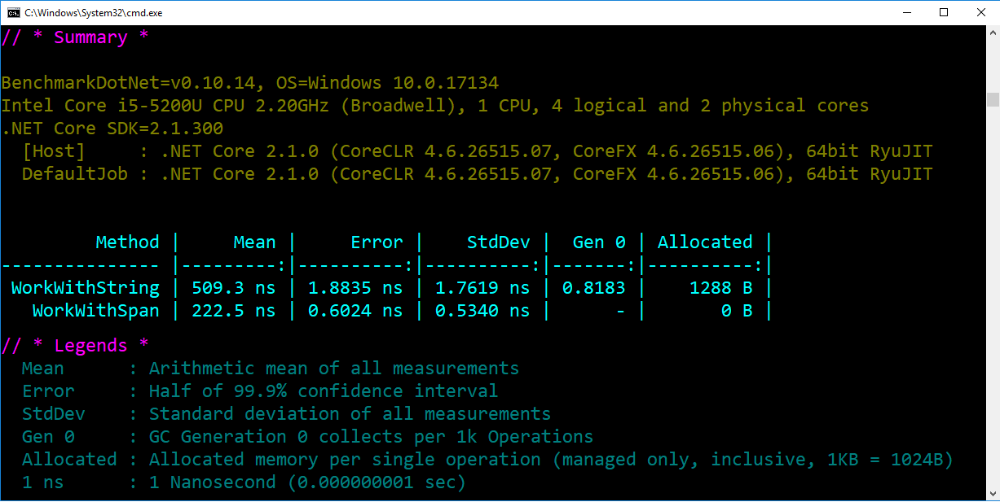 C:\Windows\System32\cmd.exe
// * Summary *
BenchmarkDotNet=v0.10.14, OS=Windows 10.0.17134
Intel Core i5-5200U CPU 2.20GHz (Broadwell), 1 CPU, 4 logical and 2 physical cores
.NET Core SDK=2.1.300
  [Host]     : .NET Core 2.1.0 (CoreCLR 4.6.26515.07, CoreFX 4.6.26515.06), 64bit RyuJIT
  DefaultJob : .NET Core 2.1.0 (CoreCLR 4.6.26515.07, CoreFX 4.6.26515.06), 64bit RyuJIT
         Method |     Mean |     Error |    StdDev |  Gen 0 | Allocated |
--------------- |---------:|----------:|----------:|-------:|----------:|
 WorkWithString | 509.3 ns | 1.8835 ns | 1.7619 ns | 0.8183 |    1288 B |
   WorkWithSpan | 222.5 ns | 0.6024 ns | 0.5340 ns |      - |       0 B |
// * Legends *
  Mean      : Arithmetic mean of all measurements
  Error     : Half of 99.9% confidence interval
  StdDev    : Standard deviation of all measurements
  Gen 0     : GC Generation 0 collects per 1k Operations
  Allocated : Allocated memory per single operation (managed only, inclusive, 1KB = 1024B)
  1 ns      : 1 Nanosecond (0.000000001 sec)